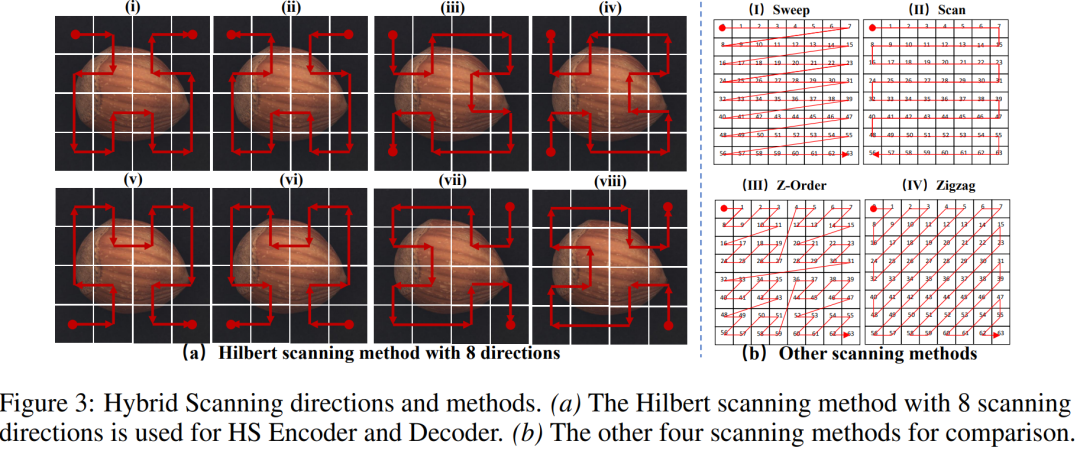 (i) (ii) (iii) (iv)
(v) (vi) (vii) (viii)
(a) Hilbert scanning method with 8 directions
(I) Sweep (II) Scan
1 2 3 4 5 6 7
8 9 10 11 12 13 14 15
16 17 18 19 20 21 22 23
24 25 26 27 28 29 30 31
32 33 34 35 36 37 38 39
40 41 42 43 44 45 46 47
48 49 50 51 52 53 54 55
56 57 58 59 60 61 62 63
1 2 3 4 5 6 7
8 9 10 11 12 13 14 15
16 17 18 19 20 21 22 23
24 25 26 27 28 29 30 31
32 33 34 35 36 37 38 39
40 41 42 43 44 45 46 47
48 49 50 51 52 53 54 55
56 57 58 59 60 61 62 63
(III) Z-Order (IV) Zigzag
1 2 3 4 5 6 7
8 9 10 11 12 13 14 15
16 17 18 19 20 21 22 23
24 25 26 27 28 29 30 31
32 33 34 35 36 37 38 39
40 41 42 43 44 45 46 47
48 49 50 51 52 53 54 55
56 57 58 59 60 61 62 63
1 2 3 4 5 6 7
8 9 10 11 12 13 14 15
16 17 18 19 20 21 22 23
24 25 26 27 28 29 30 31
32 33 34 35 36 37 38 39
40 41 42 43 44 45 46 47
48 49 50 51 52 53 54 55
56 57 58 59 60 61 62 63
(b) Other scanning methods
Figure 3: Hybrid Scanning directions and methods. (a) The Hilbert scanning method with 8 scanning
directions is used for HS Encoder and Decoder. (b) The other four scanning methods for comparison.